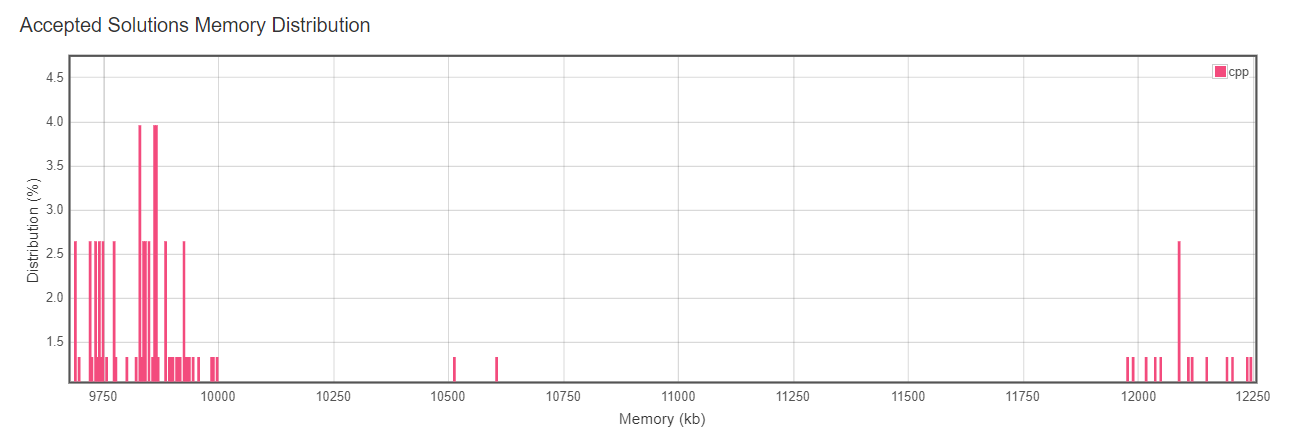 Accepted Solutions Memory Distribution
cpp
Distribution (%)
4.5
4.0
3.5
3.0
2.5
2.0
1.5
9750 10000 10250 10500 10750 11000 11250 11500 11750 12000 12250
Memory (kb)